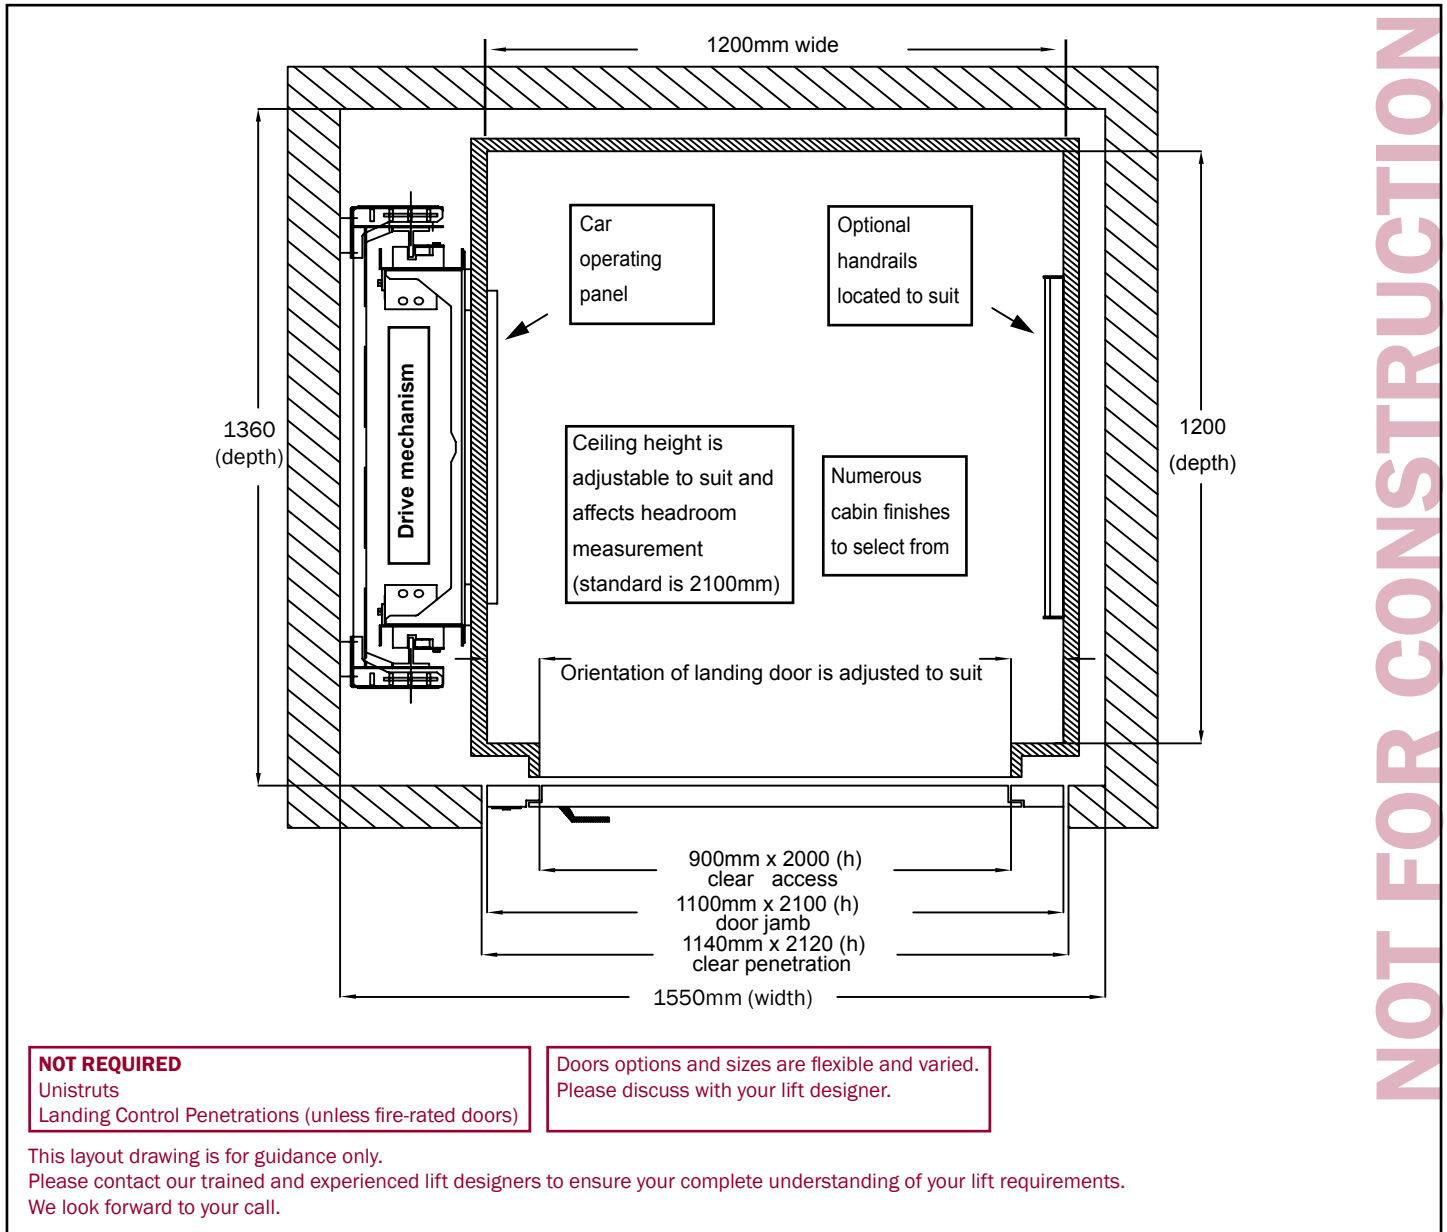 1200mm wide
Car
operating
panel
Optional
handrails
located to suit
Drive mechanism
1360
(depth)
1200
(depth)
Ceiling height is
adjustable to suit and
affects headroom
measurement
(standard is 2100mm)
Numerous
cabin finishes
to select from
Orientation of landing door is adjusted to suit
900mm x 2000 (h)
clear access
1100mm x 2100 (h)
door jamb
1140mm x 2120 (h)
clear penetration
1550mm (width)
NOT FOR CONSTRUCTION
NOT REQUIRED
Unistruts
Landing Control Penetrations (unless fire-rated doors)
Doors options and sizes are flexible and varied.
Please discuss with your lift designer.
This layout drawing is for guidance only.
Please contact our trained and experienced lift designers to ensure your complete understanding of your lift requirements.
We look forward to your call.